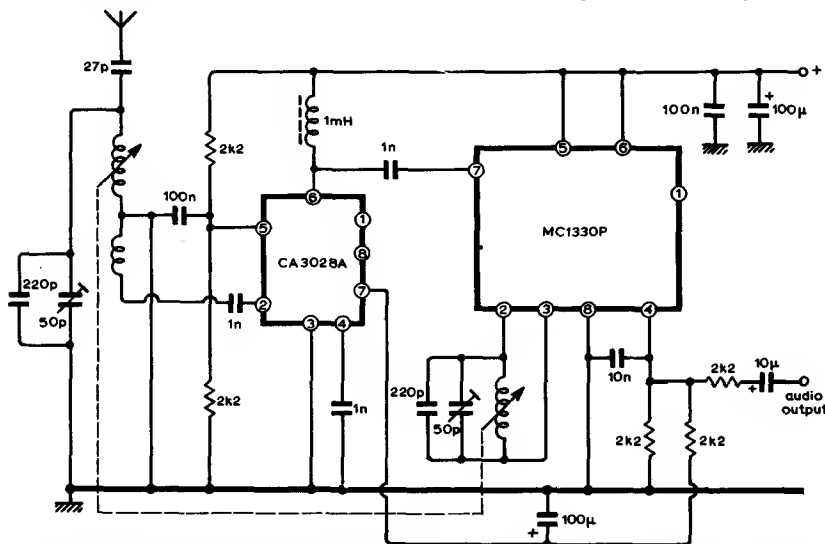 27p
+
1mH
2k2
1n
100n
+
100μ
⑦
⑤
⑥
①
100n
⑥
①
MC1330P
⑤
CA3028A
⑧
⑦
220p
50p
1n
②
③
④
②
③
⑧
④
1n
220p
50p
10n
2k2
10μ
+
audio
output
2k2
2k2
2k2
100μ
+